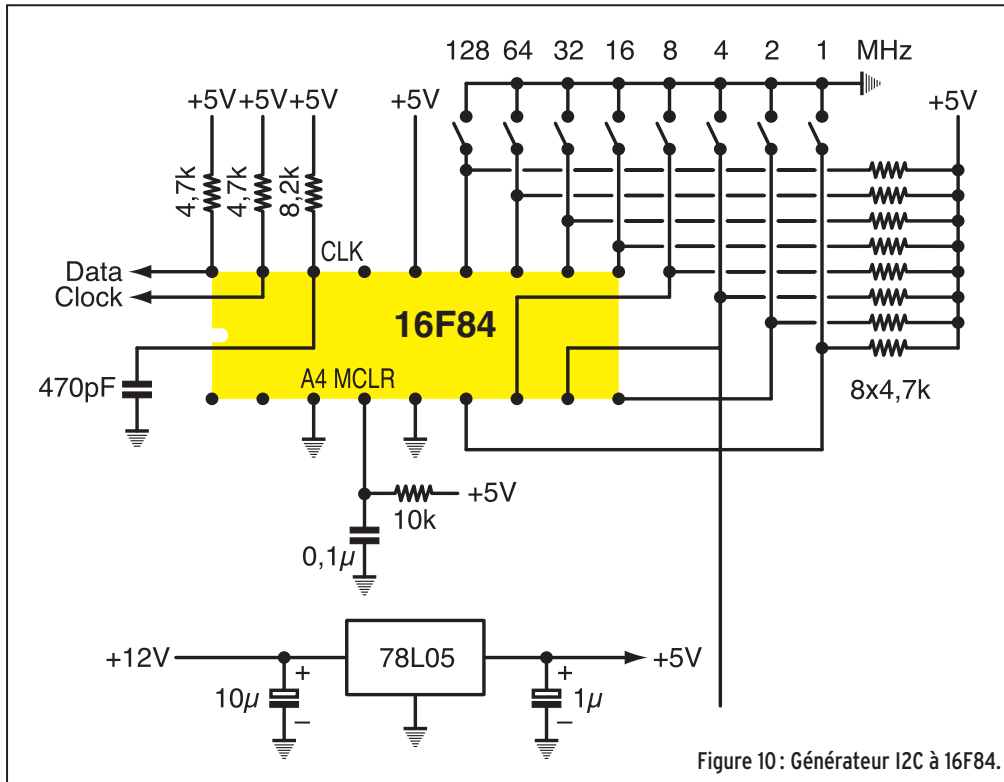 128 64 32 16 8 4 2 1 MHz
+5V +5V +5V +5V +5V
4,7k 4,7k 8,2k
CLK
Data
Clock
16F84
470pF
A4 MCLR
8x4,7k
+5V
10k
0,1µ
+12V 78L05 +5V
10µ + − + 1µ −
Figure 10 : Générateur I2C à 16F84.